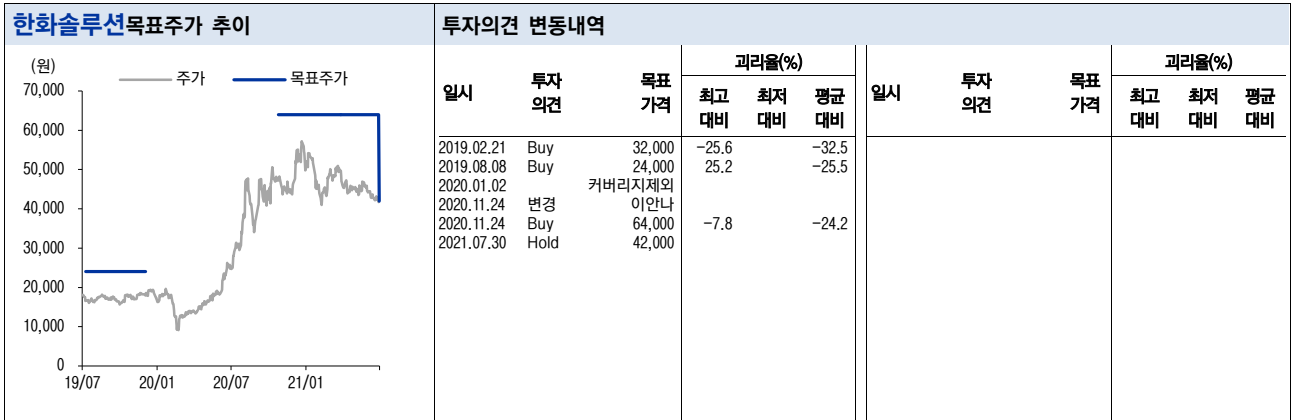 한화솔루션목표주가 추이
(원)
주가 목표주가
70,000
60,000
50,000
40,000
30,000
20,000
10,000
0
19/07 20/01 20/07 21/01
투자의견 변동내역
일시 투자의견 목표가격 괴리율(%)
최고대비 최저대비 평균대비
2019.02.21 Buy 32,000 -25.6 -32.5
2019.08.08 Buy 24,000 25.2 -25.5
2020.01.02 커버리지제외
2020.11.24 변경 이안나
2020.11.24 Buy 64,000 -7.8 -24.2
2021.07.30 Hold 42,000
일시 투자의견 목표가격 괴리율(%)
최고대비 최저대비 평균대비